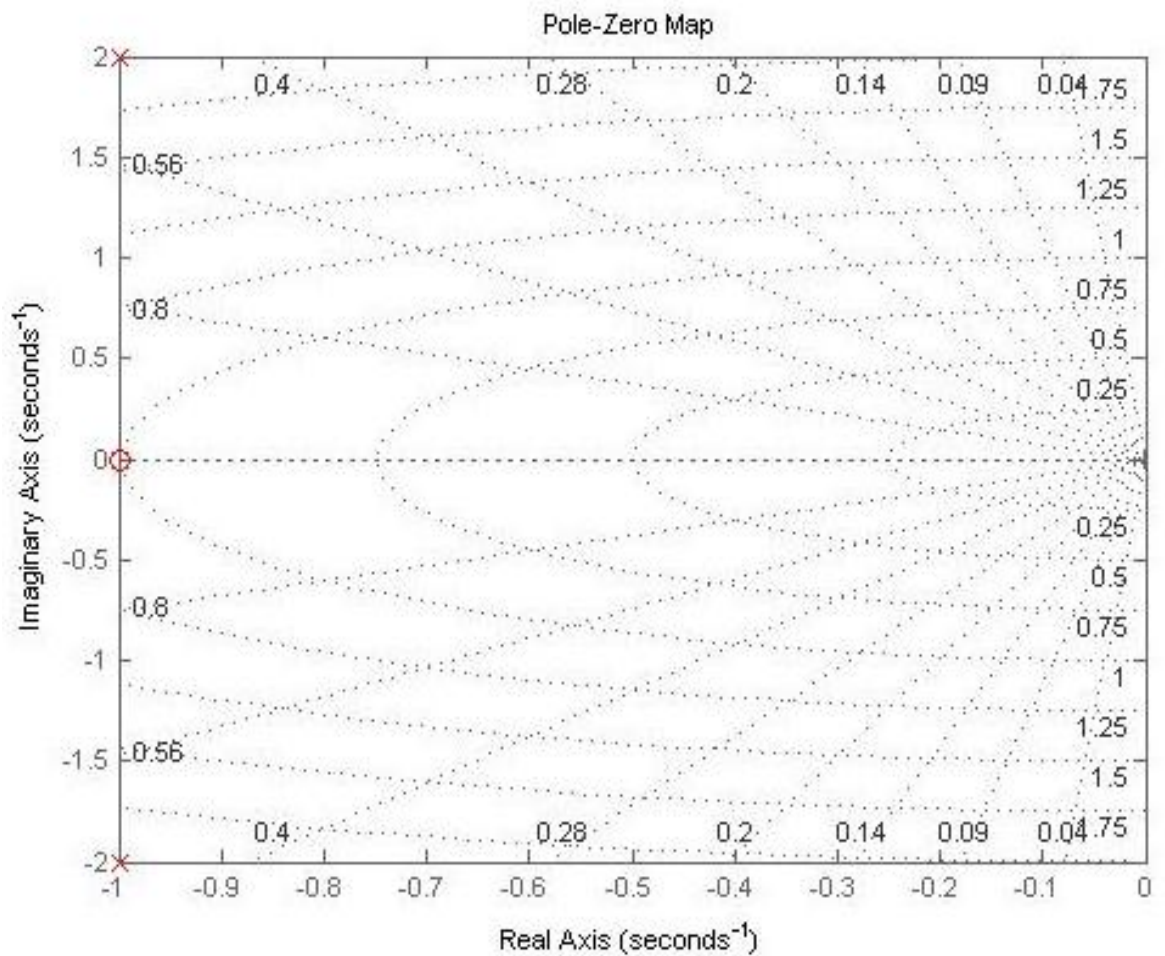 Pole-Zero Map
2
0.4 0.28 0.2 0.14 0.09 0.04 1.75
1.5 0.56 1.5
1.25
1 1
0.8 0.75
0.5 0.5
0.25
0
0.25
-0.5 0.5
0.8 0.75
-1 1
1.25
-1.5 0.56 1.5
0.4 0.28 0.2 0.14 0.09 0.04 1.75
-2
-1 -0.9 -0.8 -0.7 -0.6 -0.5 -0.4 -0.3 -0.2 -0.1 0
Real Axis (seconds⁻¹)
Imaginary Axis (seconds⁻¹)